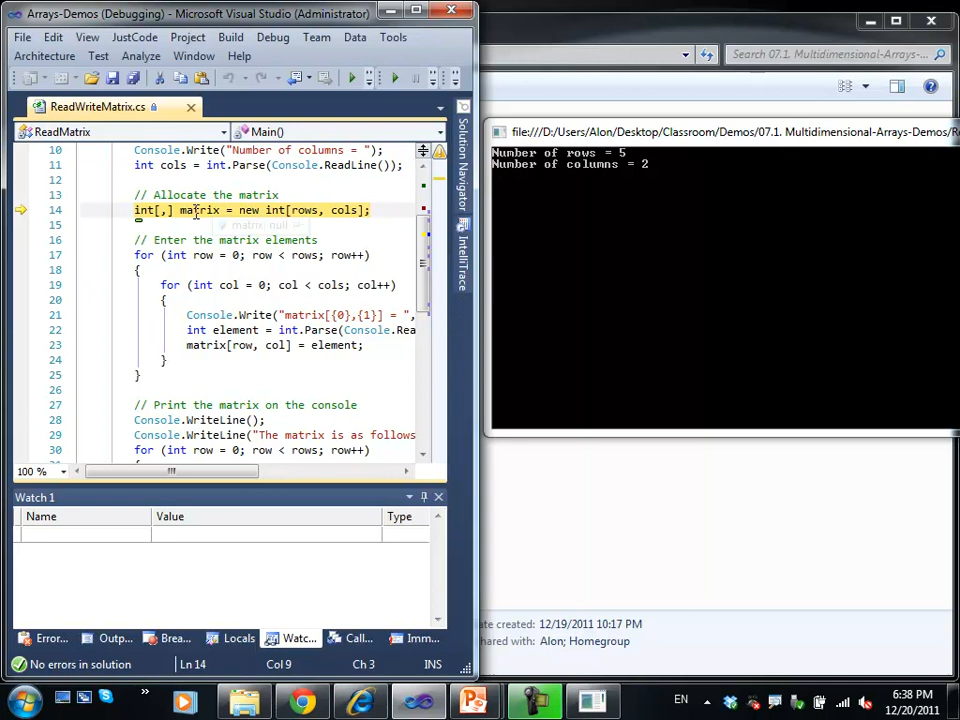 Arrays-Demos (Debugging) - Microsoft Visual Studio (Administrator)
File Edit View JustCode Project Build Debug Team Data Tools
Architecture Test Analyze Window Help
ReadWriteMatrix.cs
ReadMatrix Main()
10 Console.Write("Number of columns = ");
11 int cols = int.Parse(Console.ReadLine());
12
13 // Allocate the matrix
14 int[,] matrix = new int[rows, cols];
matrix null
15
16 // Enter the matrix elements
17 for (int row = 0; row < rows; row++)
18 {
19 for (int col = 0; col < cols; col++)
20 {
21 Console.Write("matrix[{0},{1}] = ",
22 int element = int.Parse(Console.Rea
23 matrix[row, col] = element;
24 }
25 }
26
27 // Print the matrix on the console
28 Console.WriteLine();
29 Console.WriteLine("The matrix is as follows
30 for (int row = 0; row < rows; row++)
100 %
Solution Navigator
IntelliTrace
Watch 1
Name Value Type
Error... Outp... Brea... Locals Watc... Call... Imm...
No errors in solution Ln 14 Col 9 Ch 3 INS
Search 07.1. Multidimensional-Arrays-...
file:///D:/Users/Alon/Desktop/Classroom/Demos/07.1. Multidimensional-Arrays-Demos/Re
Number of rows = 5
Number of columns = 2
ate created: 12/19/2011 10:17 PM
hared with: Alon; Homegroup
EN
6:38 PM
12/20/2011